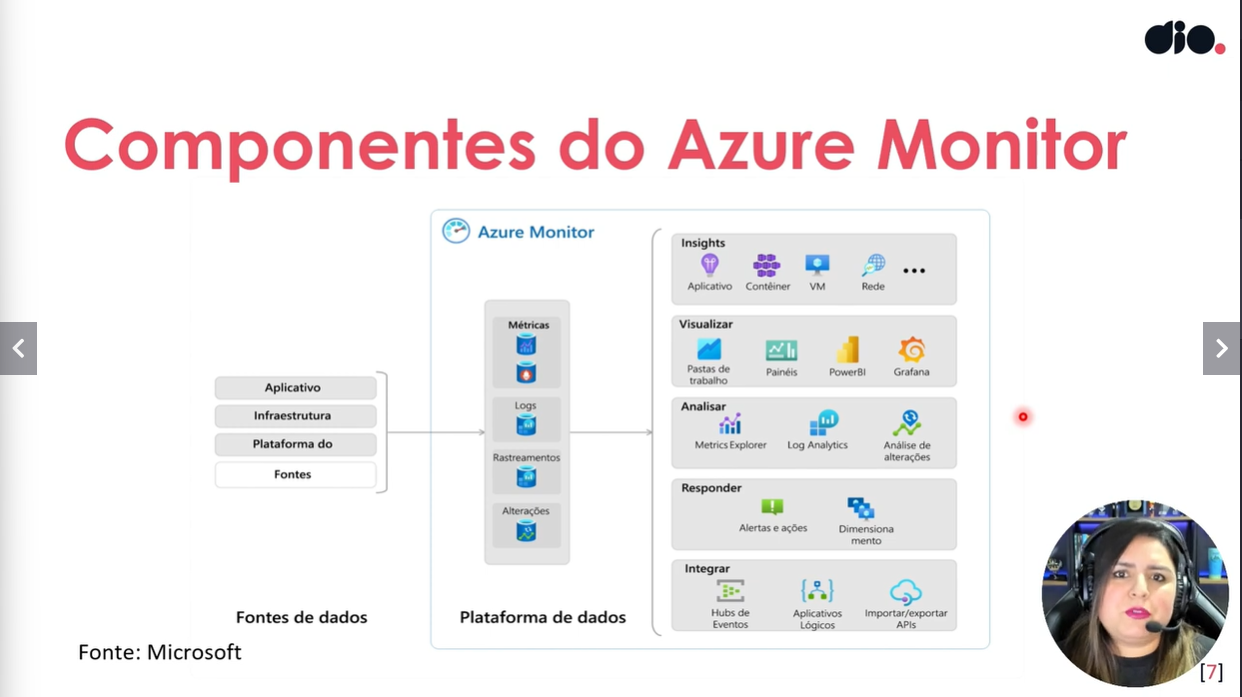 dio.
Componentes do Azure Monitor
Azure Monitor
Aplicativo
Infraestrutura
Plataforma do
Fontes
Fontes de dados
Métricas
Logs
Rastreamentos
Alterações
Plataforma de dados
Insights
Aplicativo Contêiner VM Rede
Visualizar
Pastas de
trabalho
Painéis PowerBI Grafana
Analisar
Metrics Explorer Log Analytics
Análise de
alterações
Responder
Alertas e ações
Dimensiona
mento
Integrar
Hubs de
Eventos
Aplicativos
Lógicos
Importar/exportar
APIs
Fonte: Microsoft
[7]